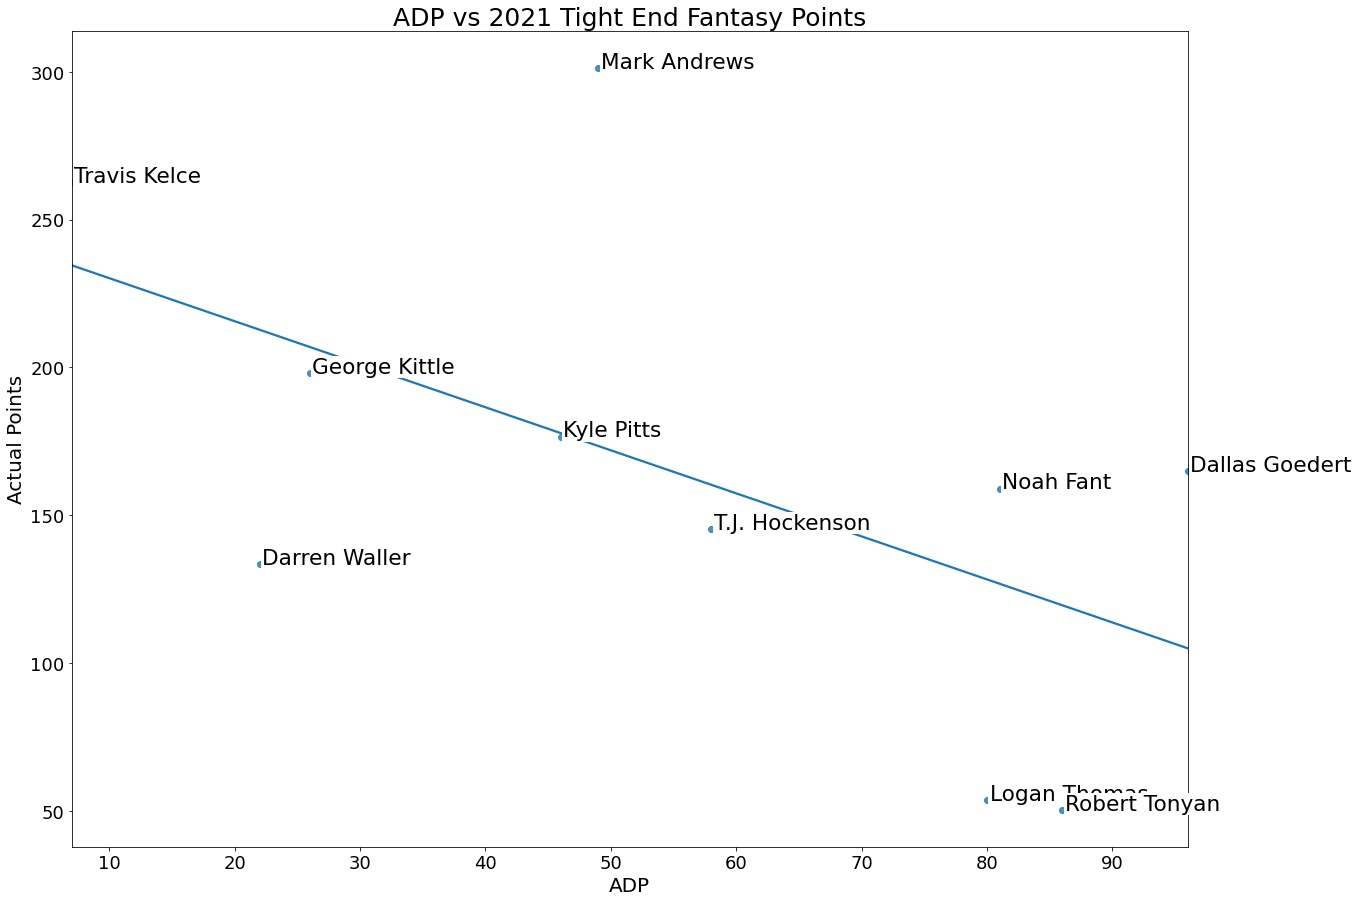 ADP vs 2021 Tight End Fantasy Points
Mark Andrews
Travis Kelce
George Kittle
Kyle Pitts
Dallas Goedert
Noah Fant
T.J. Hockenson
Darren Waller
Logan Thomas
Robert Tonyan
Actual Points
300
250
200
150
100
50
10 20 30 40 50 60 70 80 90
ADP